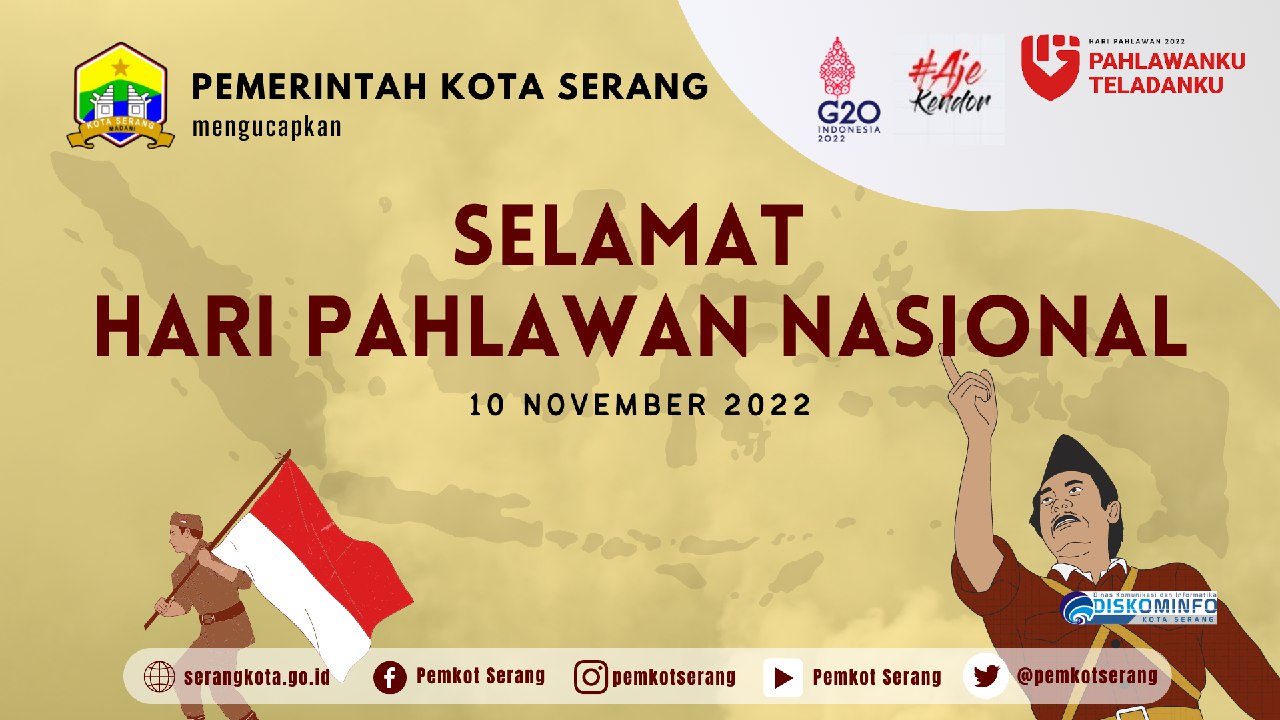 PEMERINTAH KOTA SERANG
mengucapkan
KOTA SERANG
MADANI
G20
INDONESIA
2022
#Aje
Kendor
HARI PAHLAWAN 2022
PAHLAWANKU
TELADANKU
SELAMAT
HARI PAHLAWAN NASIONAL
10 NOVEMBER 2022
Dinas Komunikasi dan Informatika
DISKOMINFO
KOTA SERANG
serangkota.go.id
Pemkot Serang
pemkotserang
Pemkot Serang
@pemkotserang